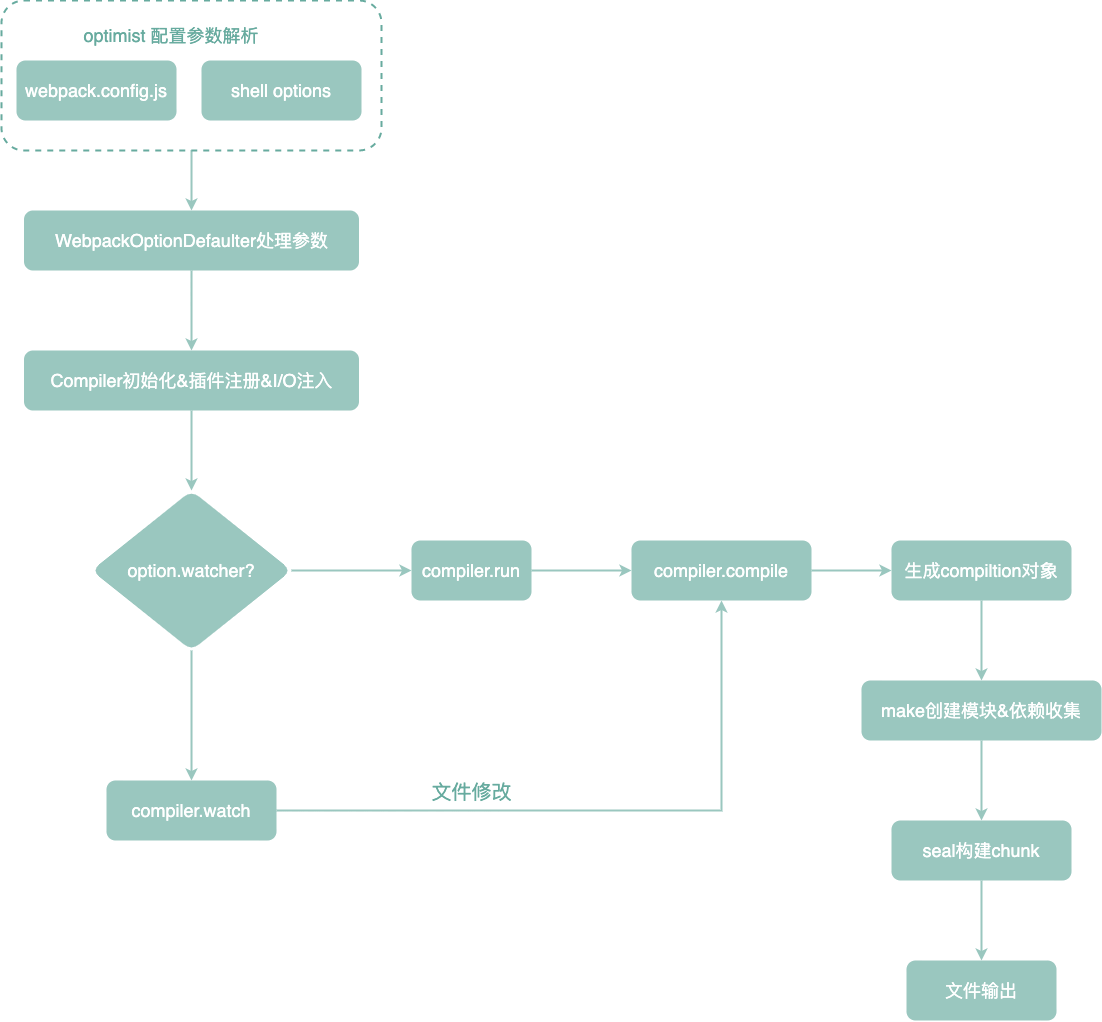 optimist 配置参数解析
webpack.config.js
shell options
WebpackOptionDefaulter处理参数
Compiler初始化&插件注册&I/O注入
option.watcher?
compiler.run
compiler.compile
生成compiltion对象
make创建模块&依赖收集
compiler.watch
文件修改
seal构建chunk
文件输出